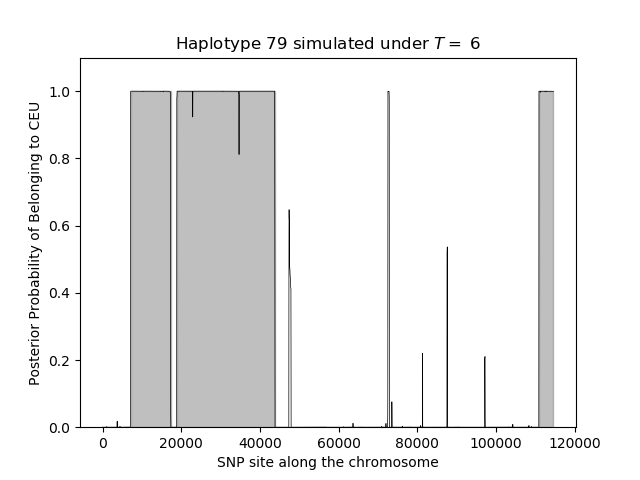 Haplotype 79 simulated under T = 6
Posterior Probability of Belonging to CEU
1.0
0.8
0.6
0.4
0.2
0.0
0 20000 40000 60000 80000 100000 120000
SNP site along the chromosome